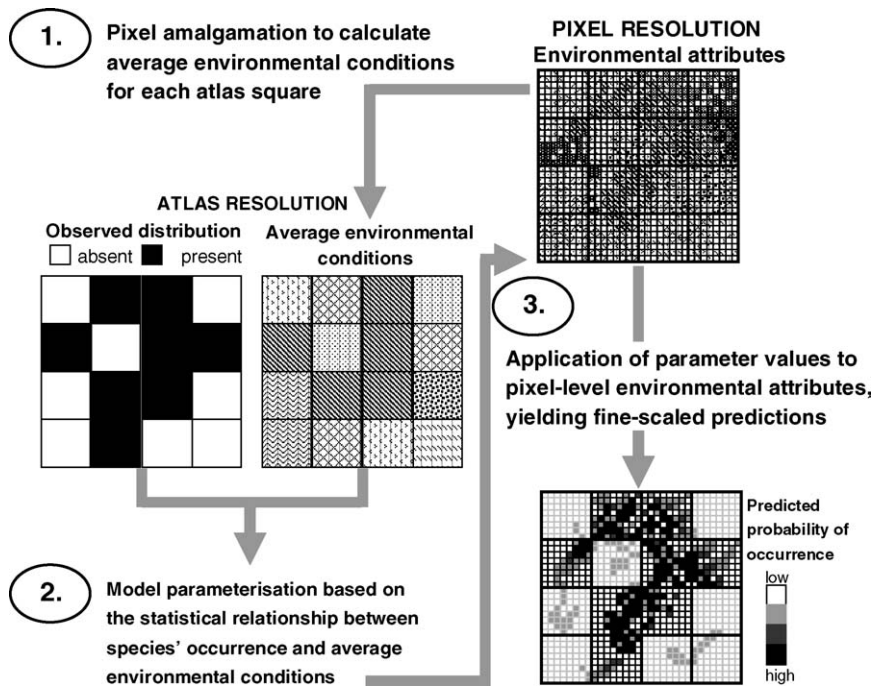 1.
Pixel amalgamation to calculate
average environmental conditions
for each atlas square
PIXEL RESOLUTION
Environmental attributes
ATLAS RESOLUTION
Observed distribution
absent
present
Average environmental
conditions
2.
Model parameterisation based on
the statistical relationship between
species' occurrence and average
environmental conditions
3.
Application of parameter values to
pixel-level environmental attributes,
yielding fine-scaled predictions
Predicted
probability of
occurrence
low
high